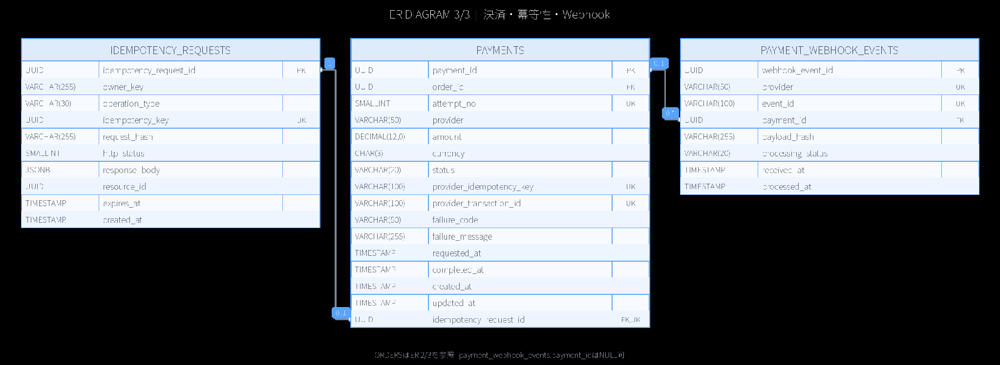 ER DIAGRAM 3/3 | 決済・冪等性・Webhook
IDEMPOTENCY_REQUESTS
UUID idempotency_request_id PK
VARCHAR(255) owner_key
VARCHAR(30) operation_type
UUID idempotency_key UK
VARCHAR(255) request_hash
SMALLINT http_status
JSONB response_body
UUID resource_id
TIMESTAMP expires_at
TIMESTAMP created_at
1
0..1
PAYMENTS
UUID payment_id PK
UUID order_id FK
SMALLINT attempt_no UK
VARCHAR(50) provider
DECIMAL(12,0) amount
CHAR(3) currency
VARCHAR(20) status
VARCHAR(100) provider_idempotency_key UK
VARCHAR(100) provider_transaction_id UK
VARCHAR(50) failure_code
VARCHAR(255) failure_message
TIMESTAMP requested_at
TIMESTAMP completed_at
TIMESTAMP created_at
TIMESTAMP updated_at
UUID idempotency_request_id FK,UK
0..1
0..*
PAYMENT_WEBHOOK_EVENTS
UUID webhook_event_id PK
VARCHAR(50) provider UK
VARCHAR(100) event_id UK
UUID payment_id FK
VARCHAR(255) payload_hash
VARCHAR(20) processing_status
TIMESTAMP received_at
TIMESTAMP processed_at
ORDERSはER 2/3を参照 payment_webhook_events.payment_idはNULL可